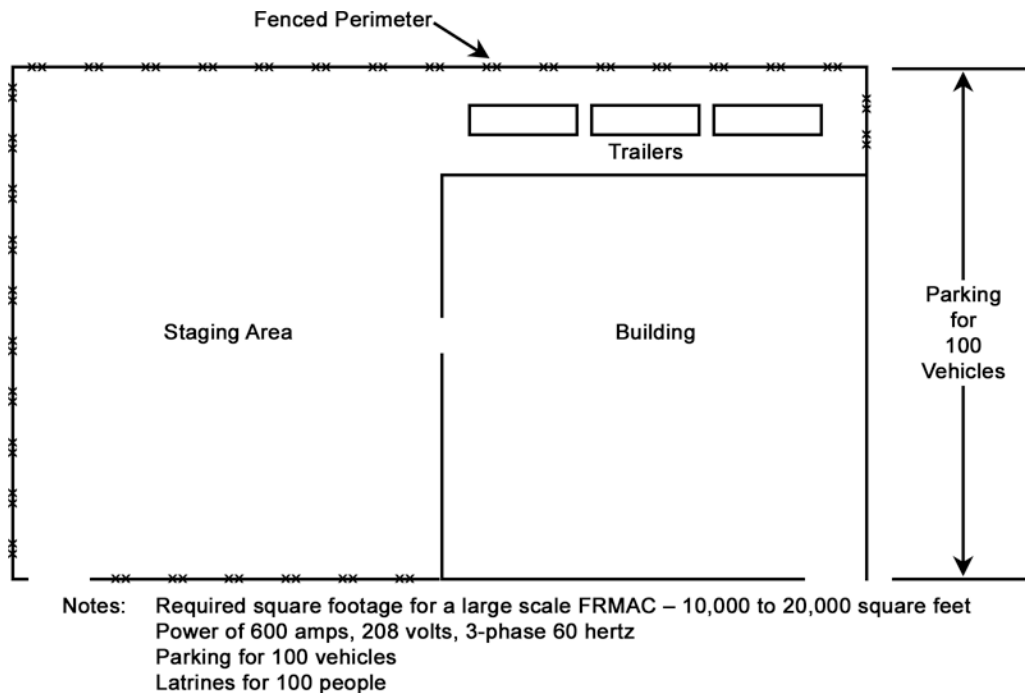 Fenced Perimeter
Trailers
Staging Area
Building
Parking
for
100
Vehicles
Notes: Required square footage for a large scale FRMAC – 10,000 to 20,000 square feet
Power of 600 amps, 208 volts, 3-phase 60 hertz
Parking for 100 vehicles
Latrines for 100 people